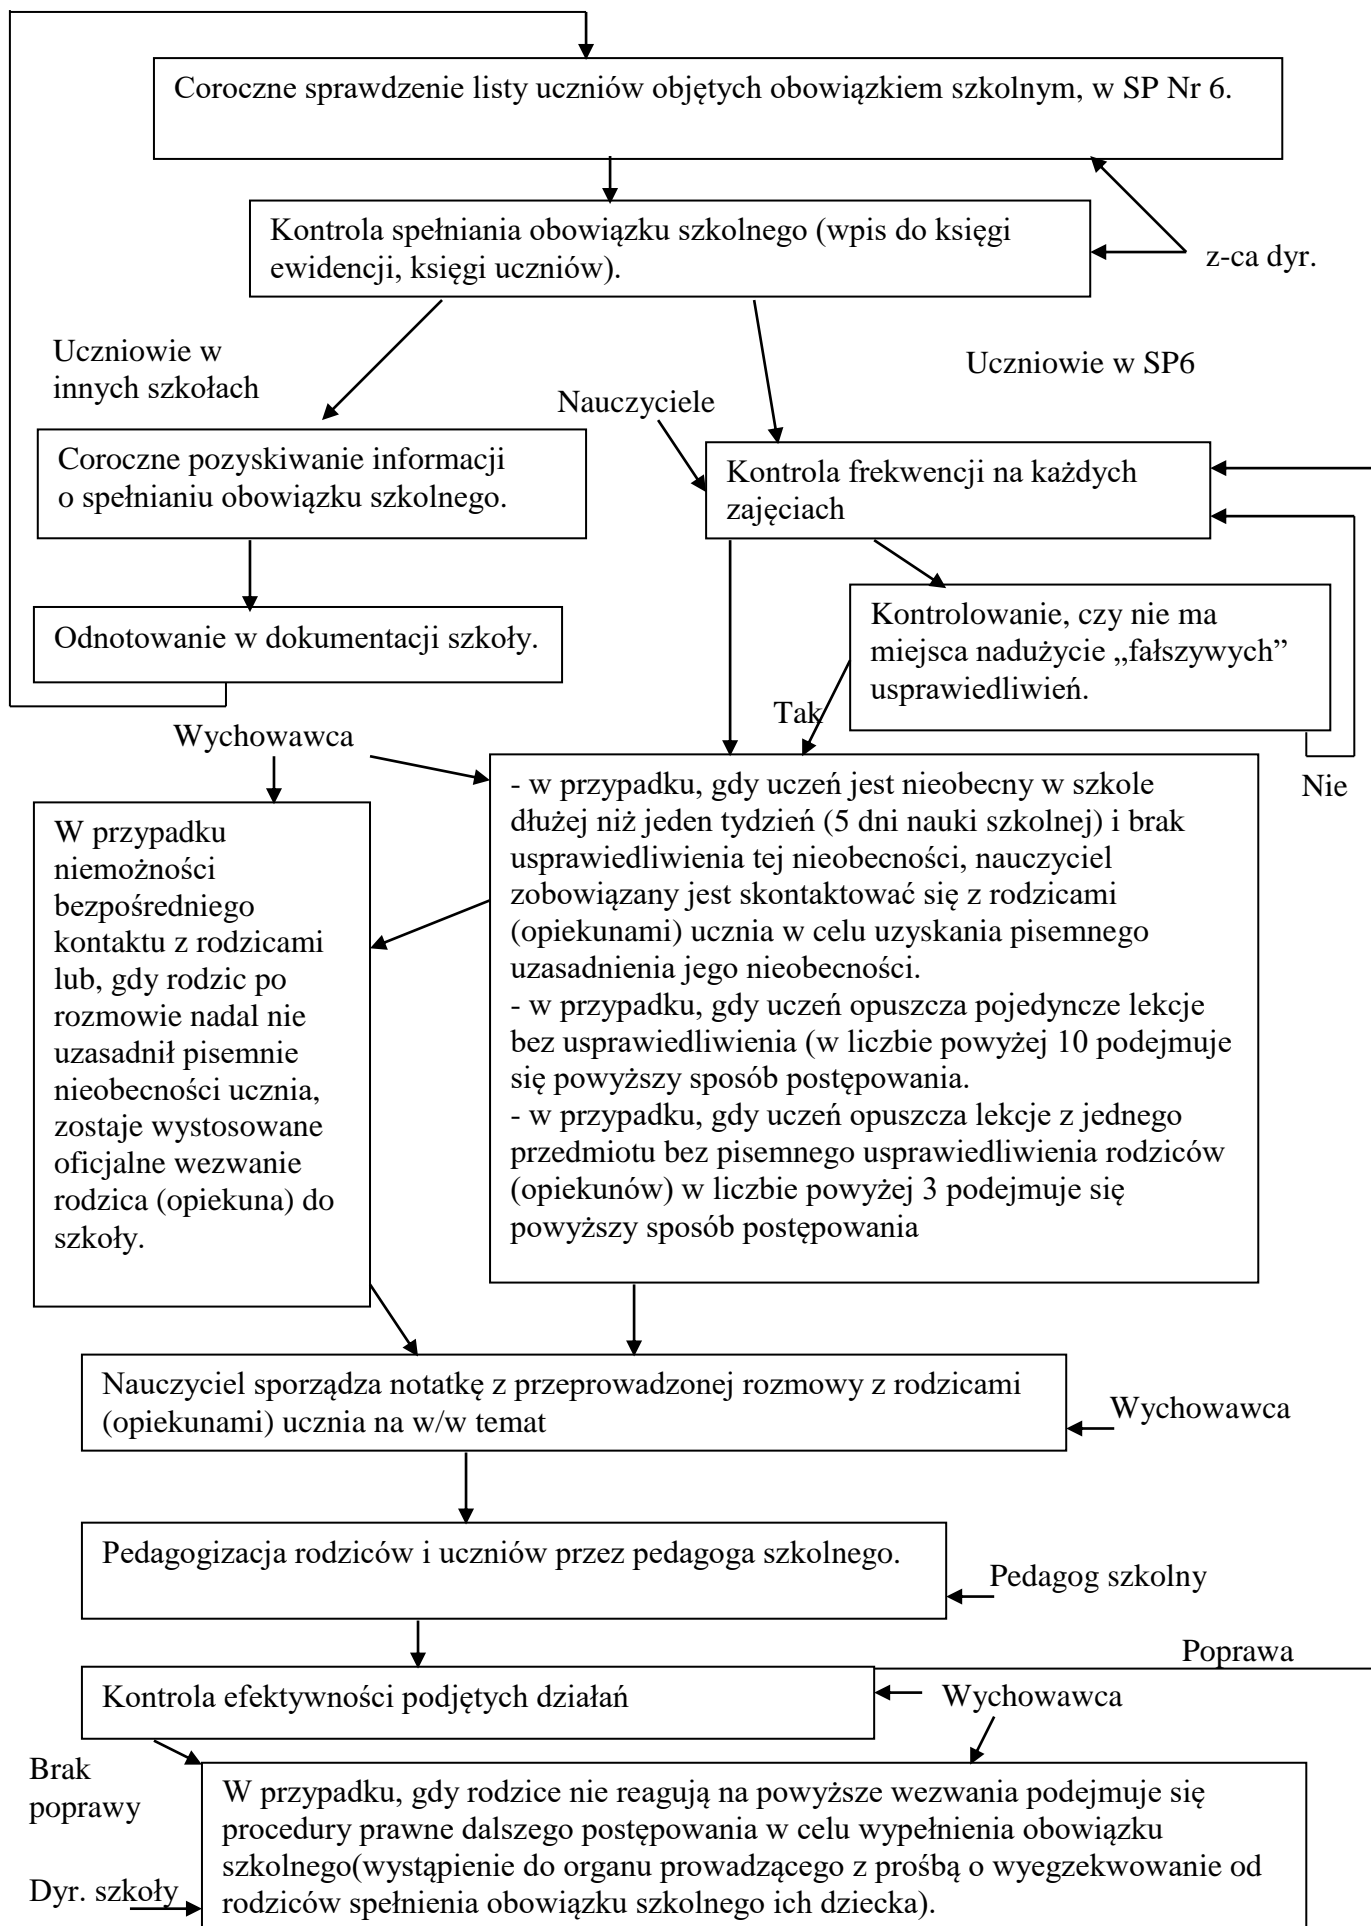 Coroczne sprawdzenie listy uczniów objętych obowiązkiem szkolnym, w SP Nr 6.
Kontrola spełniania obowiązku szkolnego (wpis do księgi
ewidencji, księgi uczniów).
z-ca dyr.
Uczniowie w
innych szkołach
Uczniowie w SP6
Nauczyciele
Coroczne pozyskiwanie informacji
o spełnianiu obowiązku szkolnego.
Kontrola frekwencji na każdych
zajęciach
Odnotowanie w dokumentacji szkoły.
Kontrolowanie, czy nie ma
miejsca nadużycie „fałszywych”
usprawiedliwień.
Tak
Nie
Wychowawca
W przypadku
niemożności
bezpośredniego
kontaktu z rodzicami
lub, gdy rodzic po
rozmowie nadal nie
uzasadnił pisemnie
nieobecności ucznia,
zostaje wystosowane
oficjalne wezwanie
rodzica (opiekuna) do
szkoły.
- w przypadku, gdy uczeń jest nieobecny w szkole
dłużej niż jeden tydzień (5 dni nauki szkolnej) i brak
usprawiedliwienia tej nieobecności, nauczyciel
zobowiązany jest skontaktować się z rodzicami
(opiekunami) ucznia w celu uzyskania pisemnego
uzasadnienia jego nieobecności.
- w przypadku, gdy uczeń opuszcza pojedyncze lekcje
bez usprawiedliwienia (w liczbie powyżej 10 podejmuje
się powyższy sposób postępowania.
- w przypadku, gdy uczeń opuszcza lekcje z jednego
przedmiotu bez pisemnego usprawiedliwienia rodziców
(opiekunów) w liczbie powyżej 3 podejmuje się
powyższy sposób postępowania
Nauczyciel sporządza notatkę z przeprowadzonej rozmowy z rodzicami
(opiekunami) ucznia na w/w temat
Wychowawca
Pedagogizacja rodziców i uczniów przez pedagoga szkolnego.
Pedagog szkolny
Poprawa
Kontrola efektywności podjętych działań
Wychowawca
Brak
poprawy
W przypadku, gdy rodzice nie reagują na powyższe wezwania podejmuje się
procedury prawne dalszego postępowania w celu wypełnienia obowiązku
szkolnego(wystąpienie do organu prowadzącego z prośbą o wyegzekwowanie od
rodziców spełnienia obowiązku szkolnego ich dziecka).
Dyr. szkoły